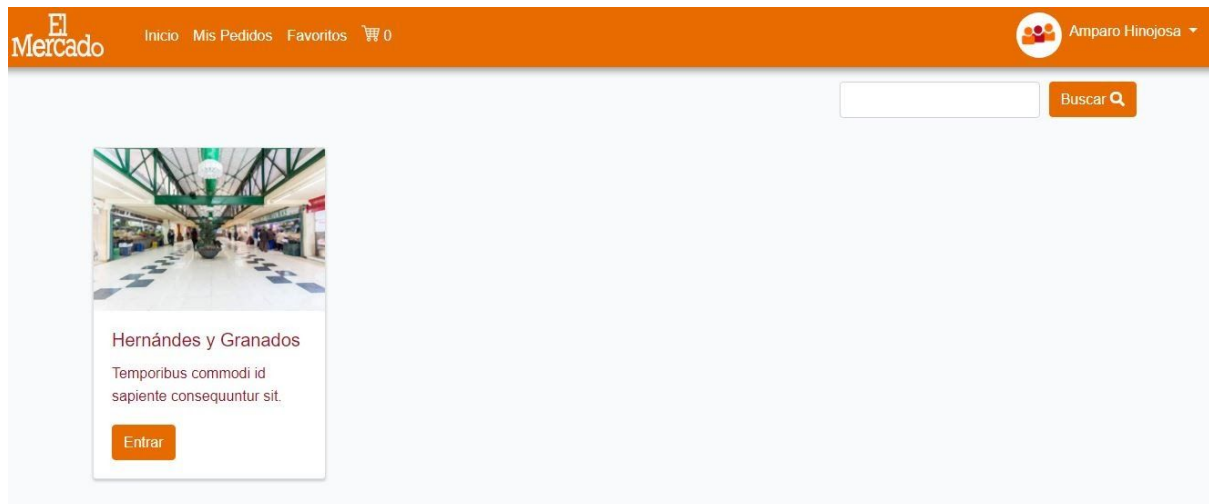 El
Mercado
Inicio Mis Pedidos Favoritos 0
Amparo Hinojosa
Buscar
Hernándes y Granados
Temporibus commodi id
sapiente consequuntur sit.
Entrar